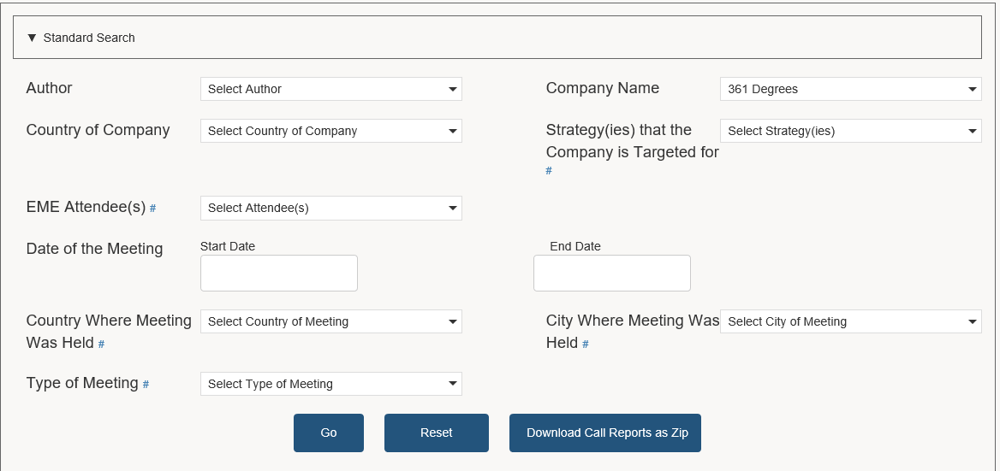 ▼ Standard Search
Author
Select Author
Company Name
361 Degrees
Country of Company
Select Country of Company
Strategy(ies) that the
Company is Targeted for
#
Select Strategy(ies)
EME Attendee(s) #
Select Attendee(s)
Date of the Meeting
Start Date
End Date
Country Where Meeting
Was Held #
Select Country of Meeting
City Where Meeting Was
Held #
Select City of Meeting
Type of Meeting #
Select Type of Meeting
Go
Reset
Download Call Reports as Zip